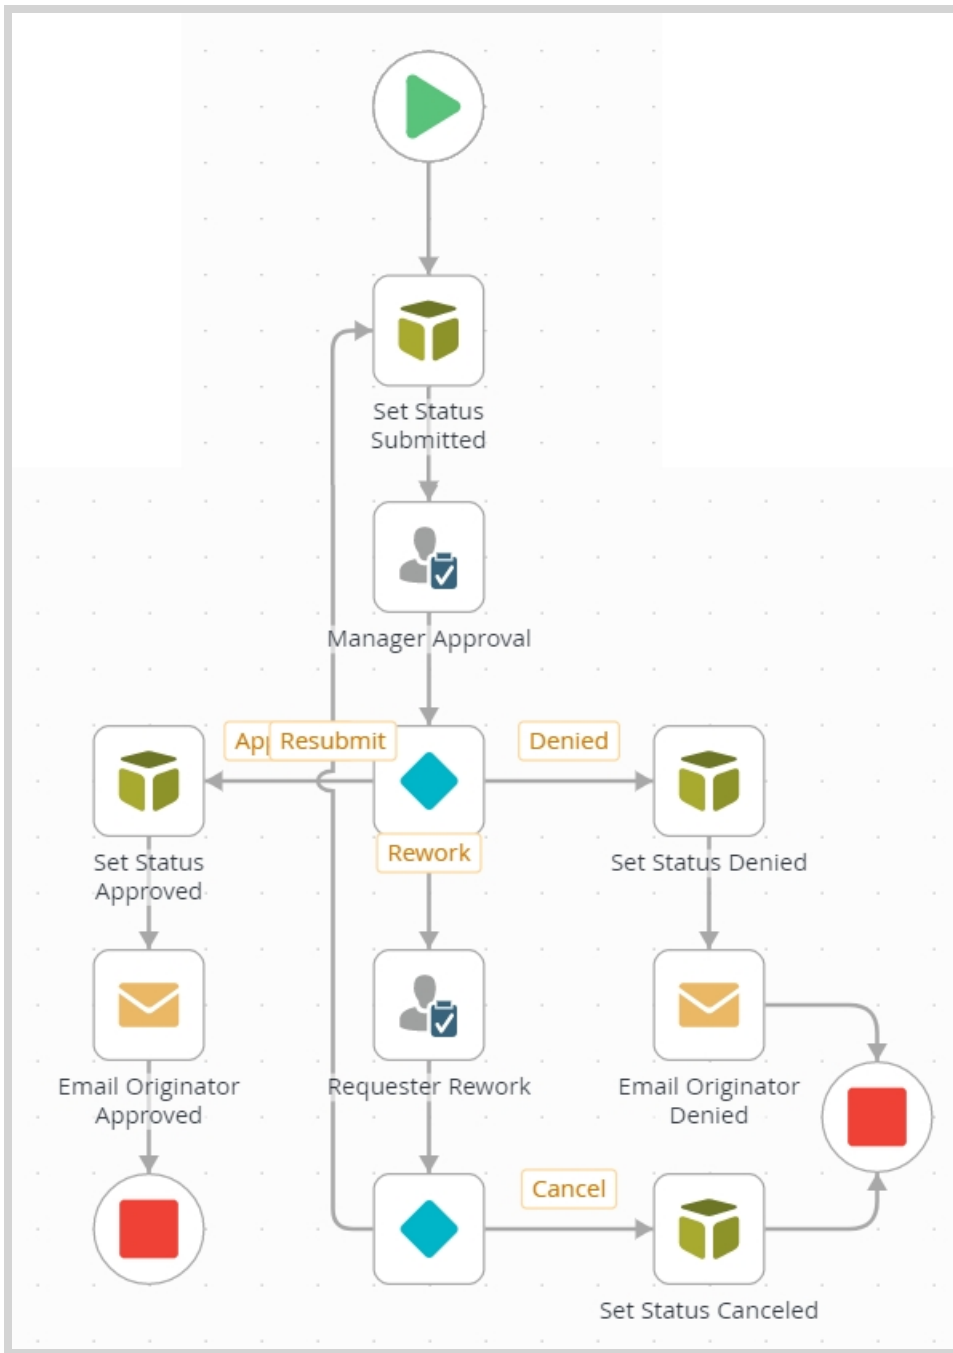 Set Status
Submitted
Manager Approval
Resubmit
Denied
Rework
Set Status
Approved
Set Status Denied
Email Originator
Approved
Requester Rework
Email Originator
Denied
Cancel
Set Status Canceled